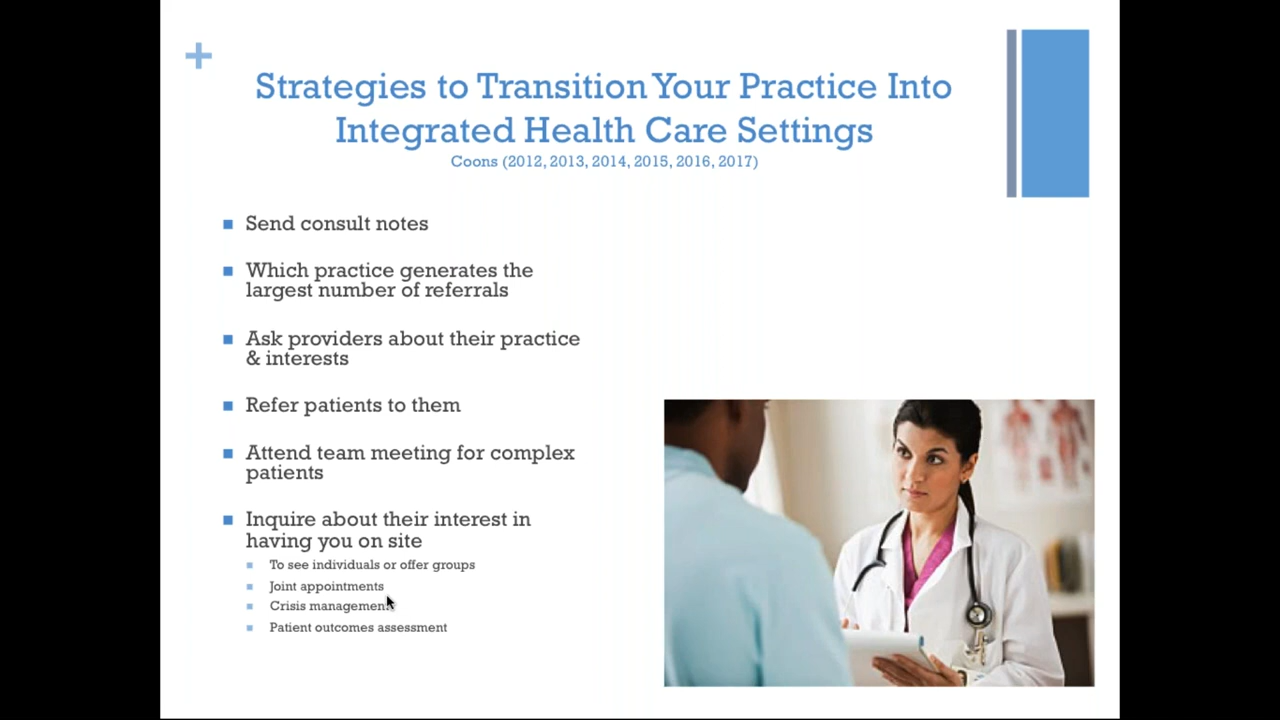 Strategies to Transition Your Practice Into
Integrated Health Care Settings
Coons (2012, 2013, 2014, 2015, 2016, 2017)
Send consult notes
Which practice generates the
largest number of referrals
Ask providers about their practice
& interests
Refer patients to them
Attend team meeting for complex
patients
Inquire about their interest in
having you on site
To see individuals or offer groups
Joint appointments
Crisis management
Patient outcomes assessment